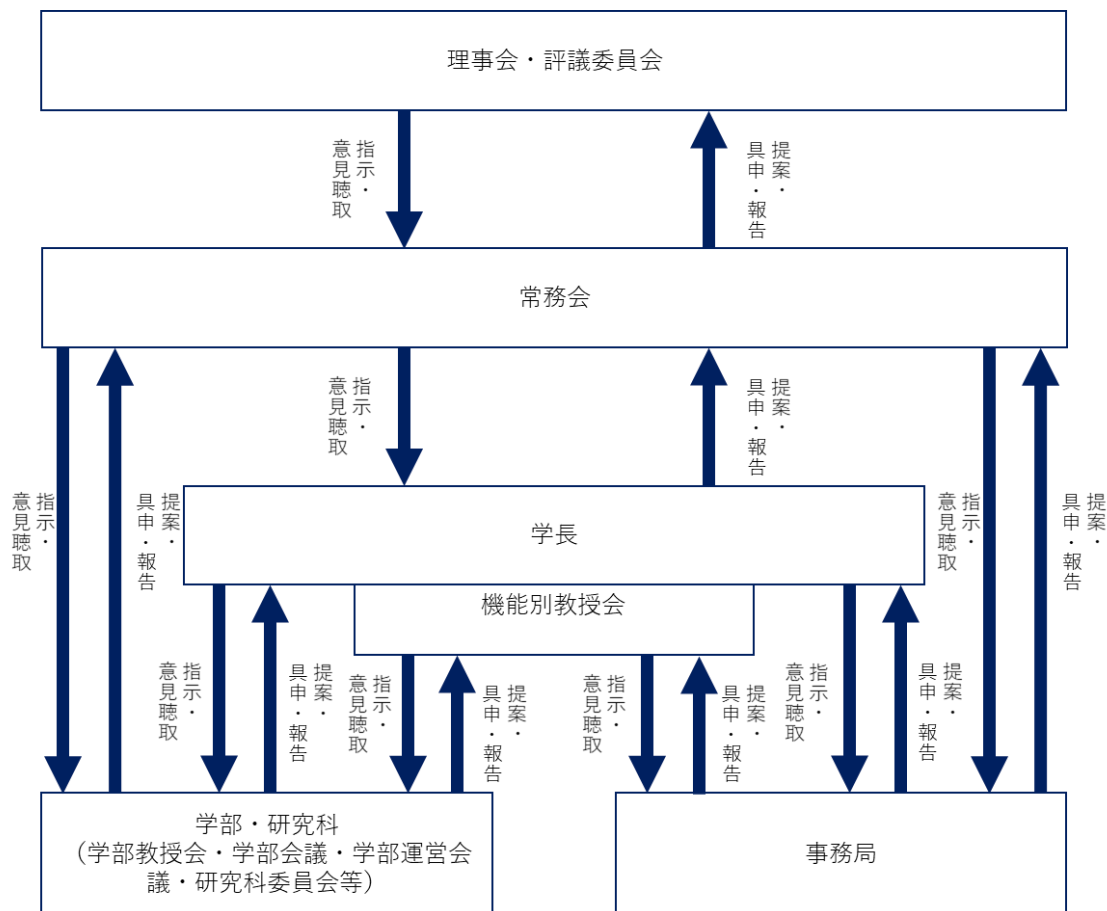 理事会・評議委員会
指示・
意見聴取
提案・
具申・報告
常務会
指示・
意見聴取
提案・
具申・報告
指示・
意見聴取
提案・
具申・報告
指示・
意見聴取
提案・
具申・報告
学長
機能別教授会
指示・
意見聴取
提案・
具申・報告
指示・
意見聴取
提案・
具申・報告
指示・
意見聴取
提案・
具申・報告
指示・
意見聴取
提案・
具申・報告
学部・研究科
（学部教授会・学部会議・学部運営会
議・研究科委員会等）
事務局